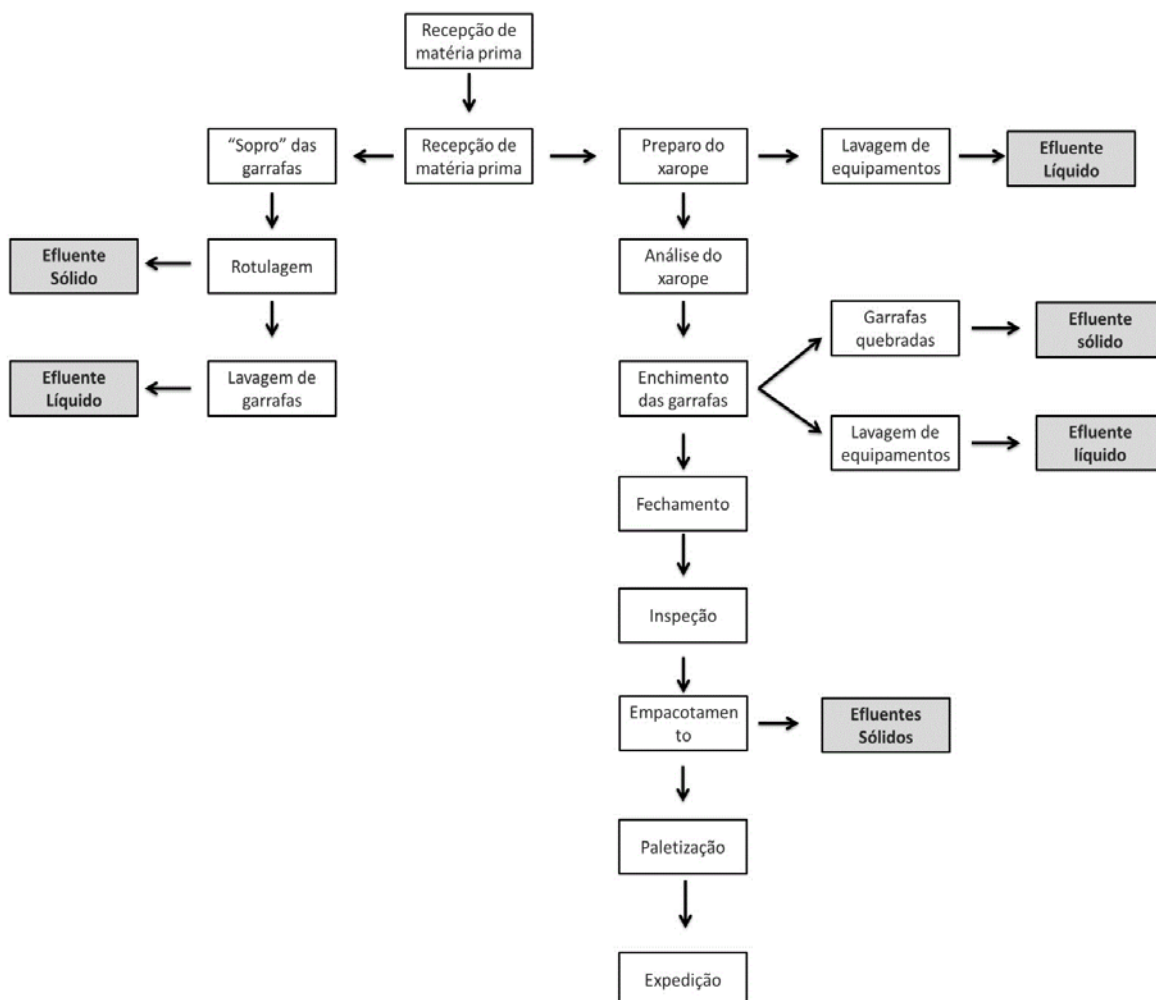 Recepção de
matéria prima
"Sopro" das
garrafas
Recepção de
matéria prima
Preparo do
xarope
Lavagem de
equipamentos
Efluente
Líquido
Efluente
Sólido
Rotulagem
Análise do
xarope
Garrafas
quebradas
Efluente
sólido
Efluente
Líquido
Lavagem de
garrafas
Enchimento
das garrafas
Lavagem de
equipamentos
Efluente
líquido
Fechamento
Inspeção
Empacotamen
to
Efluentes
Sólidos
Paletização
Expedição